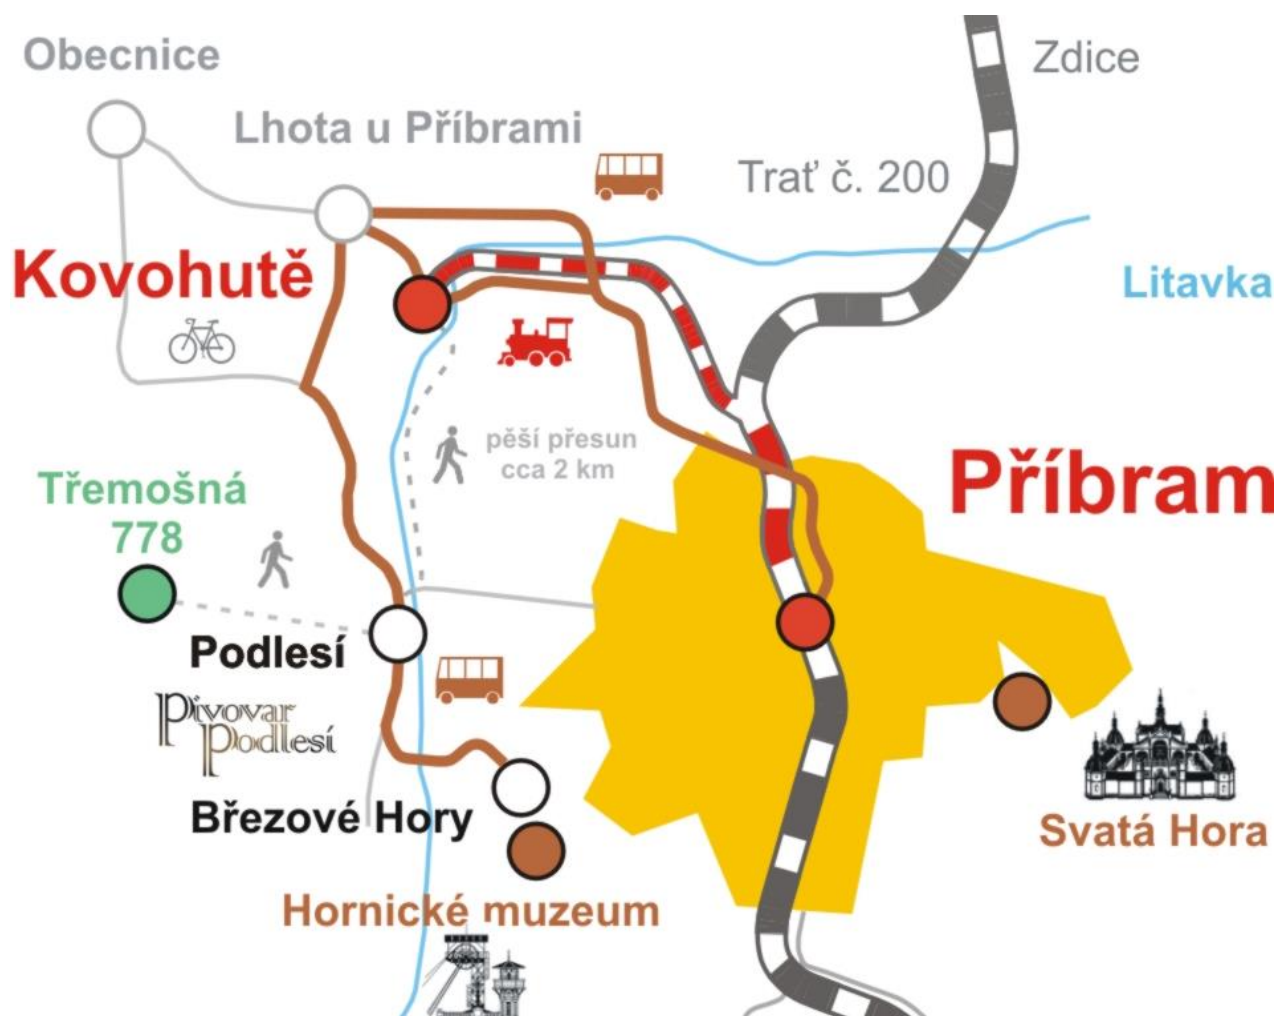 Obecnice
Zdice
Lhota u Příbrami
Trať č. 200
Kovohutě
Litavka
pěší přesun
cca 2 km
Příbram
Třemošná
778
Podlesí
Pivovar
Podlesí
Březové Hory
Svatá Hora
Hornické muzeum